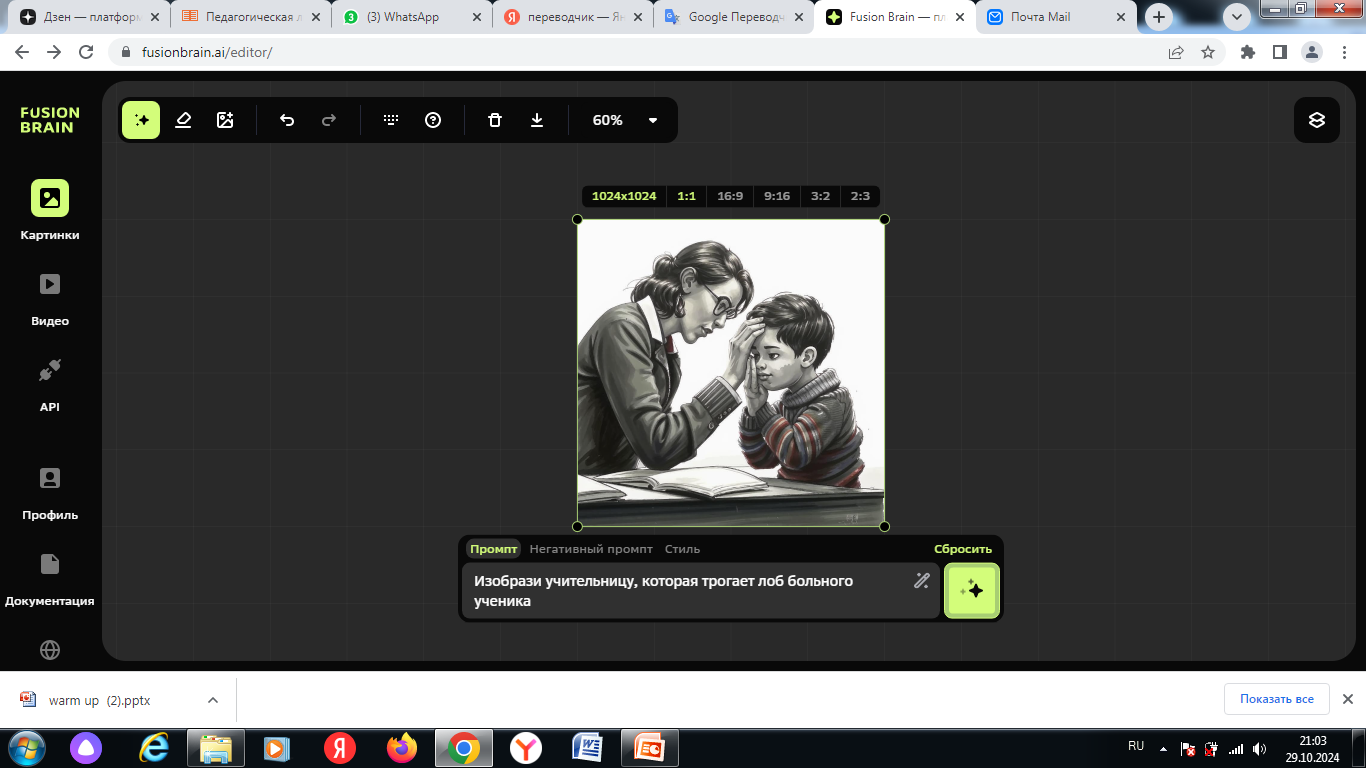 Дзен — платформ
Педагогическая л
(3) WhatsApp
переводчик — Ян
Google Переводч
Fusion Brain — пл
Почта Mail
fusionbrain.ai/editor/
FUSION
BRAIN
60%
1024x1024 1:1 16:9 9:16 3:2 2:3
Картинки
Видео
API
Профиль
Документация
Промпт Негативный промпт Стиль Сбросить
Изобрази учительницу, которая трогает лоб больного
ученика
warm up (2).pptx
Показать все
RU
21:03
29.10.2024